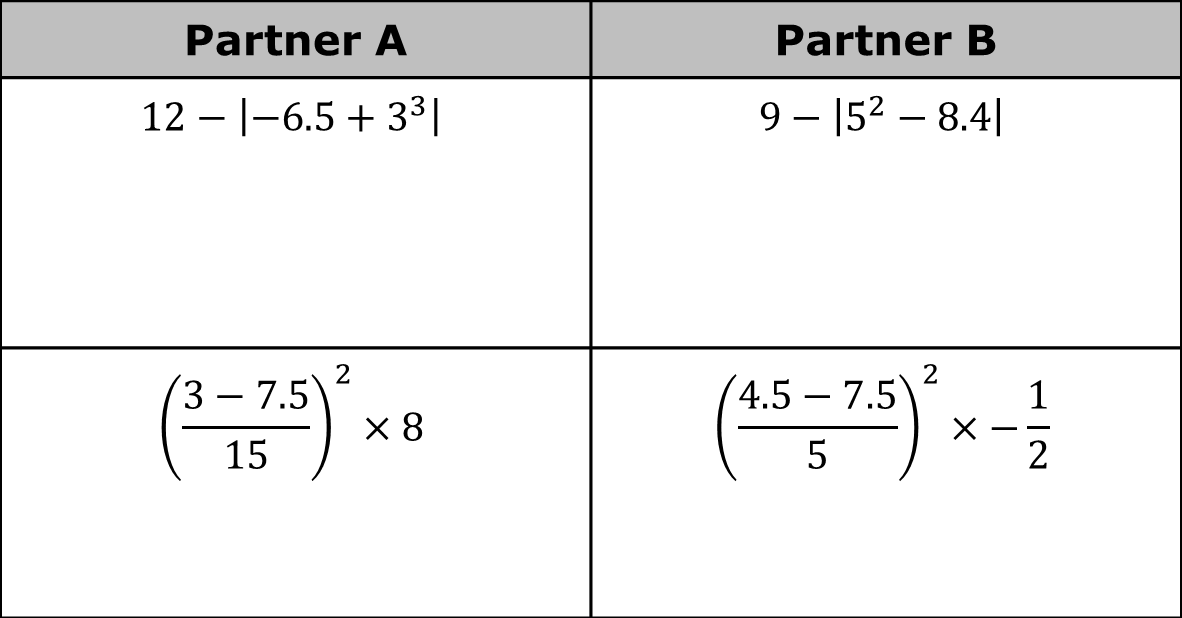 Partner A Partner B
12 − |−6.5 + 3³| 9 − |5² − 8.4|
((3 − 7.5)/15)² × 8 ((4.5 − 7.5)/5)² × −1/2